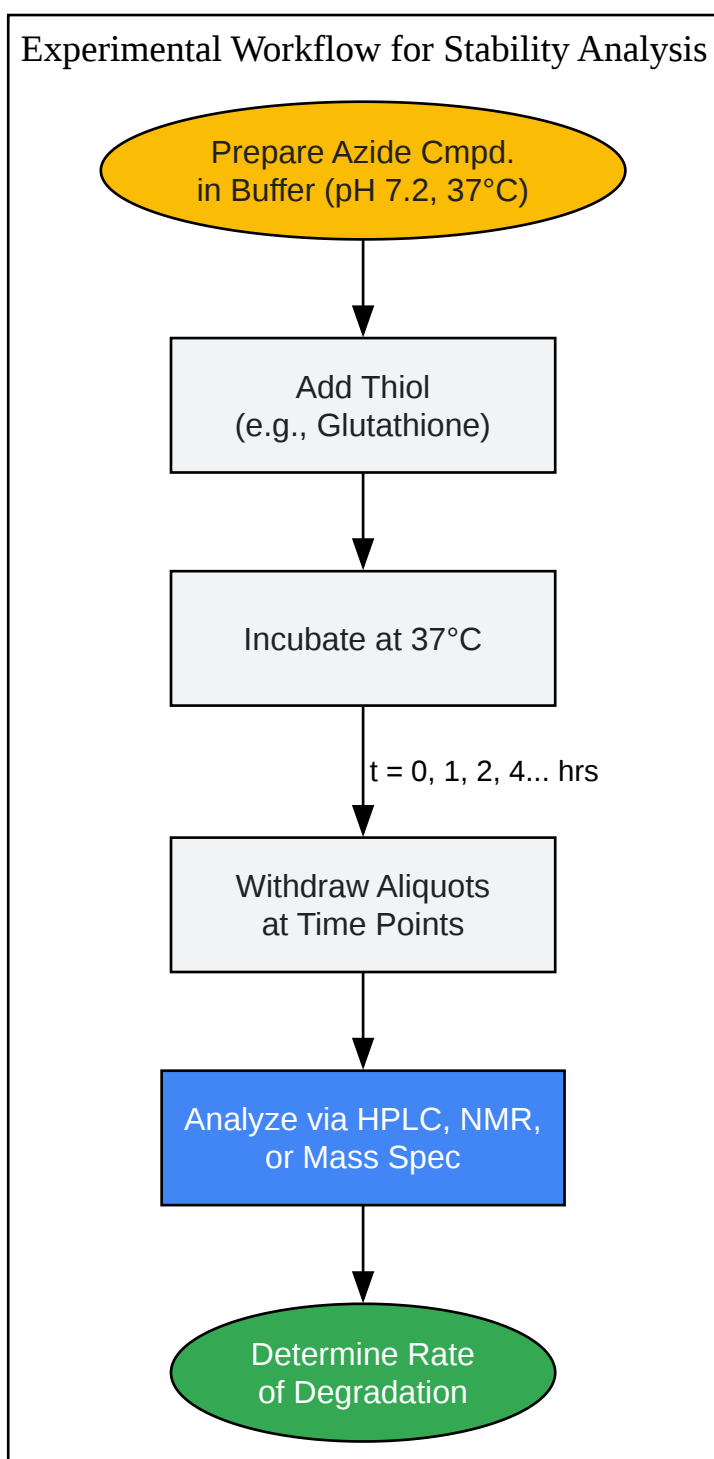 Experimental Workflow for Stability Analysis
Prepare Azide Cmpd.
in Buffer (pH 7.2, 37°C)
Add Thiol
(e.g., Glutathione)
Incubate at 37°C
t = 0, 1, 2, 4... hrs
Withdraw Aliquots
at Time Points
Analyze via HPLC, NMR,
or Mass Spec
Determine Rate
of Degradation